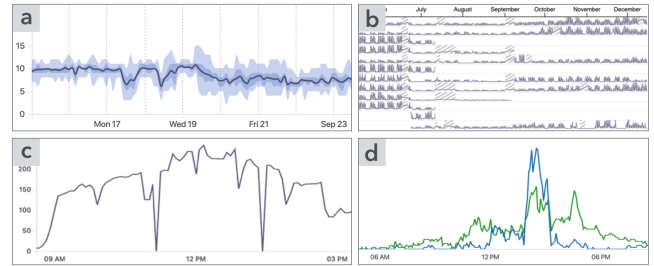 a
15
10
5
0
Mon 17 Wed 19 Fri 21 Sep 23
b
July August September October November December
c
200
150
100
50
0
09 AM 12 PM 03 PM
d
06 AM 12 PM 06 PM